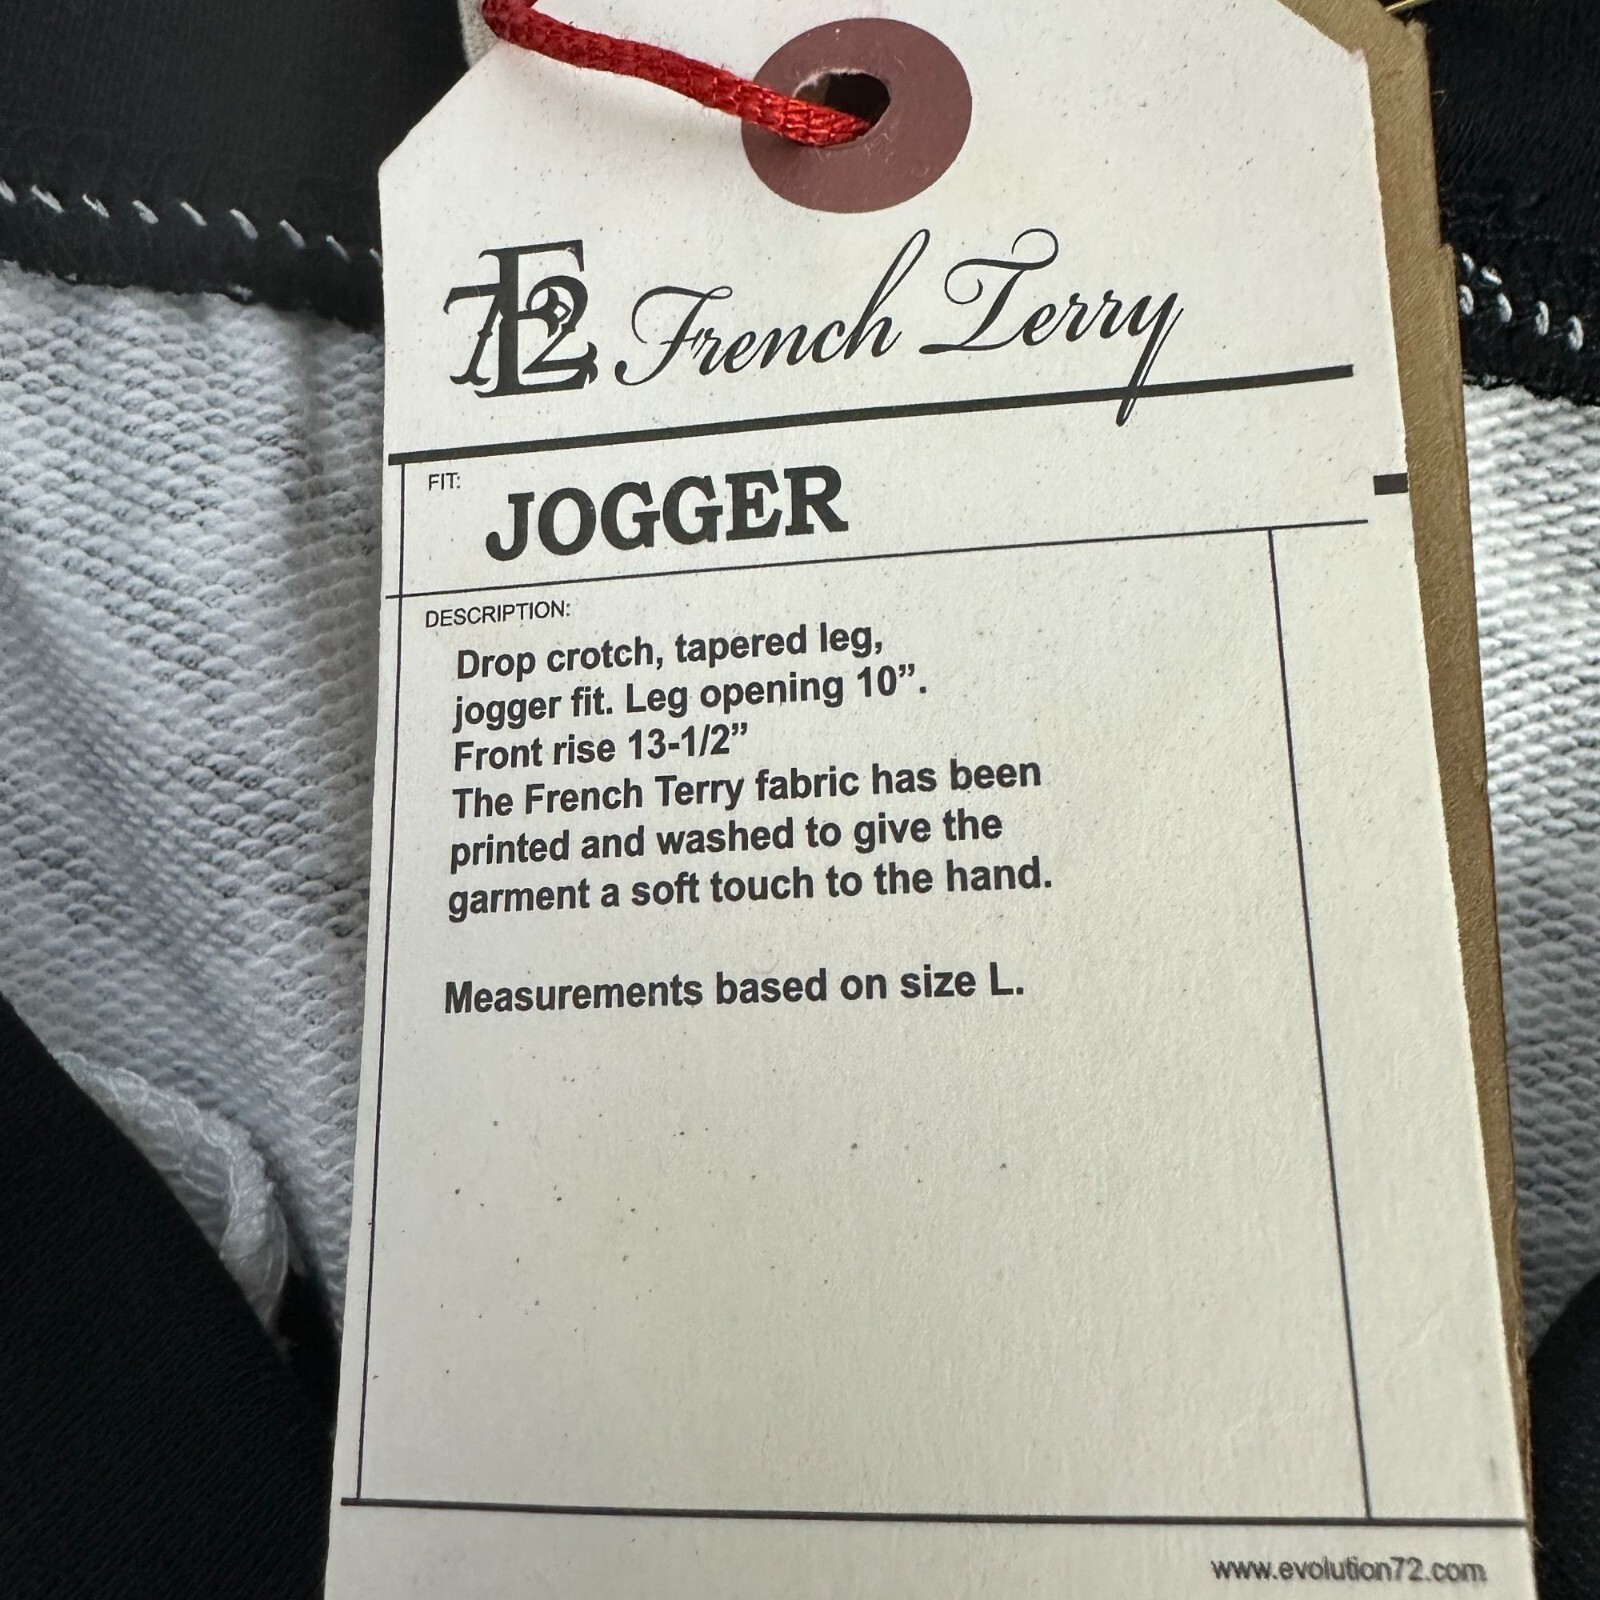 E72 French Terry
FIT:
JOGGER
DESCRIPTION:
Drop crotch, tapered leg,
jogger fit. Leg opening 10”.
Front rise 13-1/2”
The French Terry fabric has been
printed and washed to give the
garment a soft touch to the hand.
Measurements based on size L.
www.evolution72.com